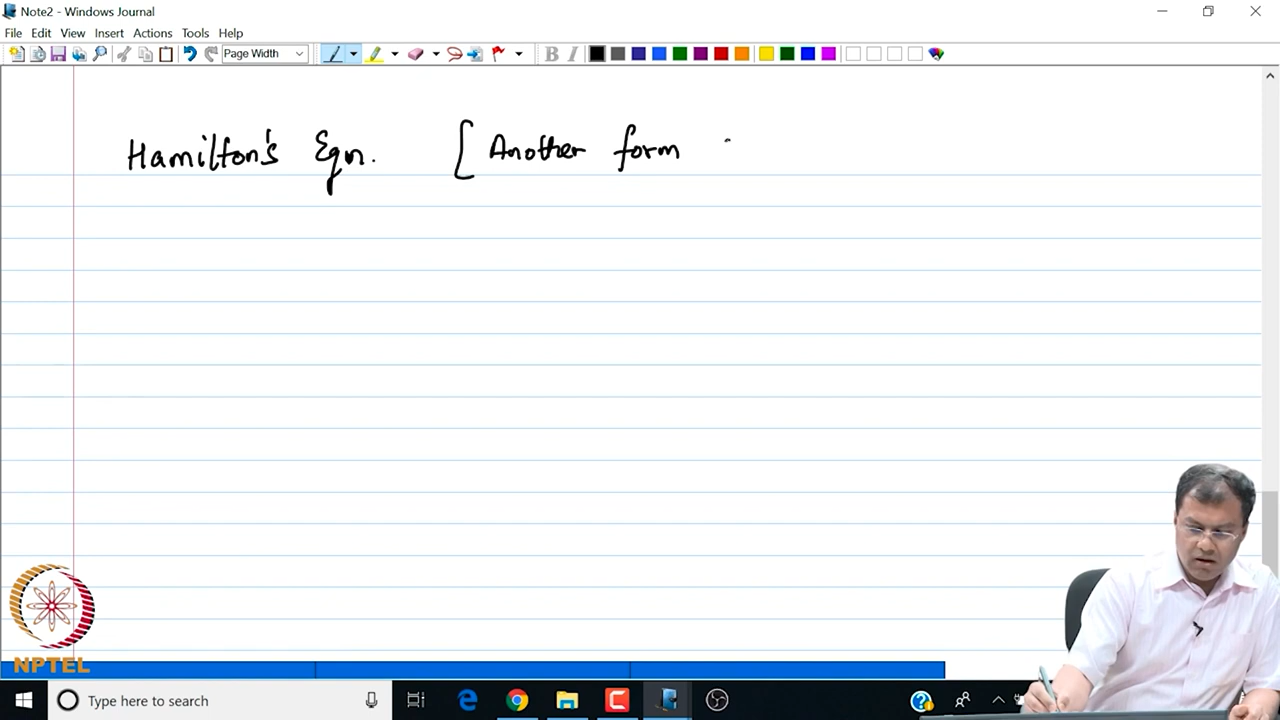 Note2 - Windows Journal
File Edit View Insert Actions Tools Help
Page Width
B I
Hamilton's Eqn. [Another form
NPTEL
Type here to search